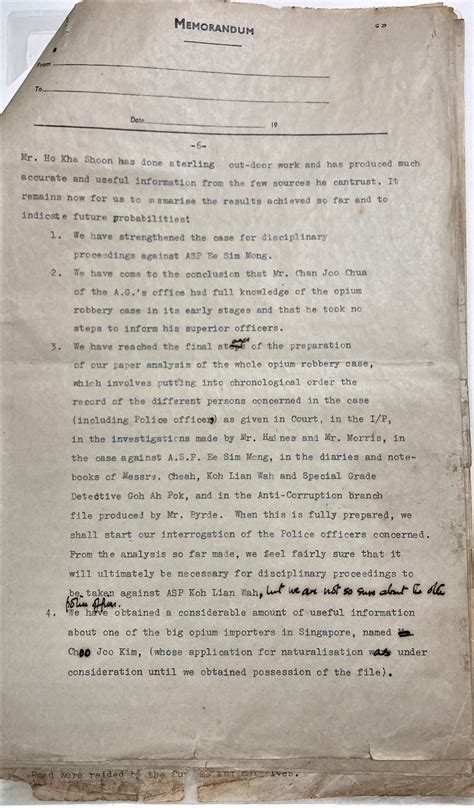 MEMORANDUM
From
To
Date 19
-6-
Mr. Ho Kha Shoon has done sterling out-door work and has produced much
accurate and useful information from the few sources he cantrust. It
remains now for us to summarise the results achieved so far and to
indicate future probabilities:
1. We have strengthened the case for disciplinary
proceedings against ASP Ee Sim Mong.
2. We have come to the conclusion that Mr. Chan Joo Chua
of the A.G.'s office had full knowledge of the opium
robbery case in its early stages and that he took no
steps to inform his superior officers.
3. We have reached the final stages of the preparation
of our paper analysis of the whole opium robbery case,
which involves putting into chronological order the
record of the different persons concerned in the case
(including Police officers) as given in Court, in the I/P,
in the investigations made by Mr. Haines and Mr. Morris, in
the case against A.S.P. Ee Sim Mong, in the diaries and note-
books of Messrs. Cheah, Koh Lian Wah and Special Grade
Detective Goh Ah Pok, and in the Anti-Corruption Branch
file produced by Mr. Byrde. When this is fully prepared, we
shall start our interrogation of the Police officers concerned.
From the analysis so far made, we feel fairly sure that it
will ultimately be necessary for disciplinary proceedings to
be taken against ASP Koh Lian Wah, but we are not so sure about the other
police officers.
4. We have obtained a considerable amount of useful information
about one of the big opium importers in Singapore, named
Choo Joo Kim, (whose application for naturalisation was under
consideration until we obtained possession of the file).
Road were raided by the Customs